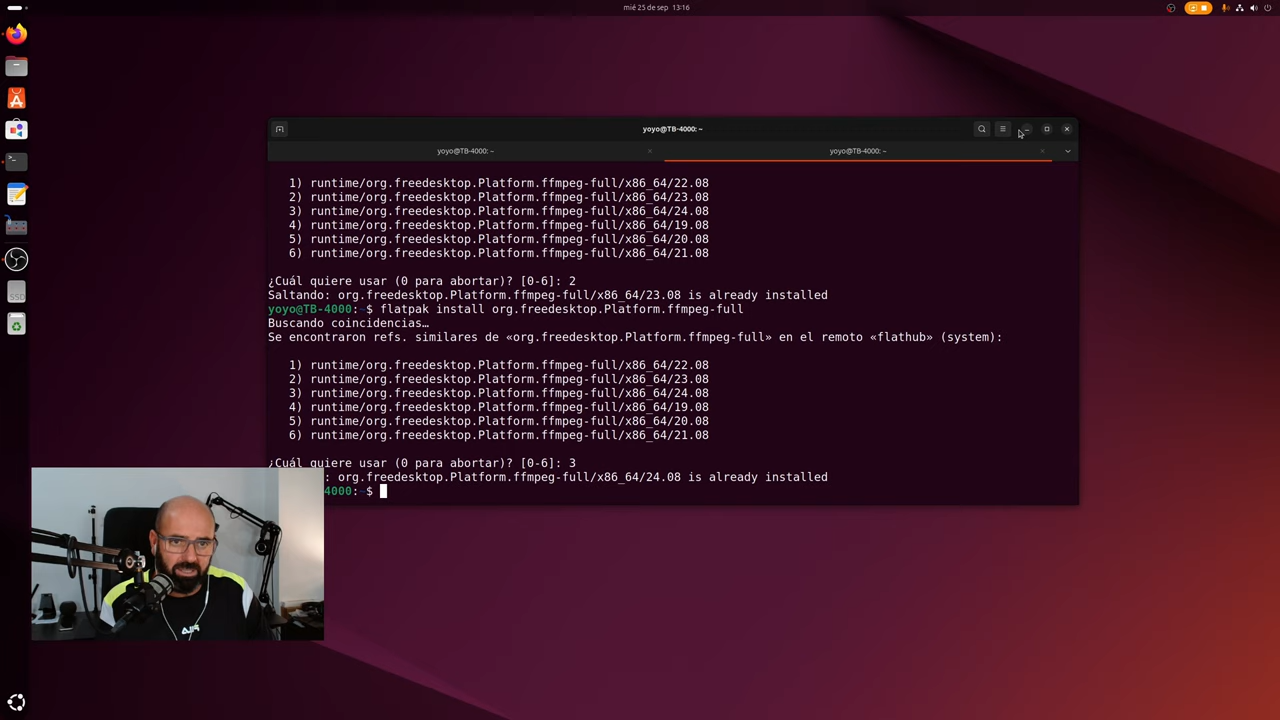 mié 25 de sep 13:16
yoyo@TB-4000: ~
yoyo@TB-4000: ~
yoyo@TB-4000: ~
1) runtime/org.freedesktop.Platform.ffmpeg-full/x86_64/22.08
2) runtime/org.freedesktop.Platform.ffmpeg-full/x86_64/23.08
3) runtime/org.freedesktop.Platform.ffmpeg-full/x86_64/24.08
4) runtime/org.freedesktop.Platform.ffmpeg-full/x86_64/19.08
5) runtime/org.freedesktop.Platform.ffmpeg-full/x86_64/20.08
6) runtime/org.freedesktop.Platform.ffmpeg-full/x86_64/21.08
¿Cuál quiere usar (0 para abortar)? [0-6]: 2
Saltando: org.freedesktop.Platform.ffmpeg-full/x86_64/23.08 is already installed
yoyo@TB-4000:~$ flatpak install org.freedesktop.Platform.ffmpeg-full
Buscando coincidencias…
Se encontraron refs. similares de «org.freedesktop.Platform.ffmpeg-full» en el remoto «flathub» (system):
1) runtime/org.freedesktop.Platform.ffmpeg-full/x86_64/22.08
2) runtime/org.freedesktop.Platform.ffmpeg-full/x86_64/23.08
3) runtime/org.freedesktop.Platform.ffmpeg-full/x86_64/24.08
4) runtime/org.freedesktop.Platform.ffmpeg-full/x86_64/19.08
5) runtime/org.freedesktop.Platform.ffmpeg-full/x86_64/20.08
6) runtime/org.freedesktop.Platform.ffmpeg-full/x86_64/21.08
¿Cuál quiere usar (0 para abortar)? [0-6]: 3
: org.freedesktop.Platform.ffmpeg-full/x86_64/24.08 is already installed
4000:~$
SSD